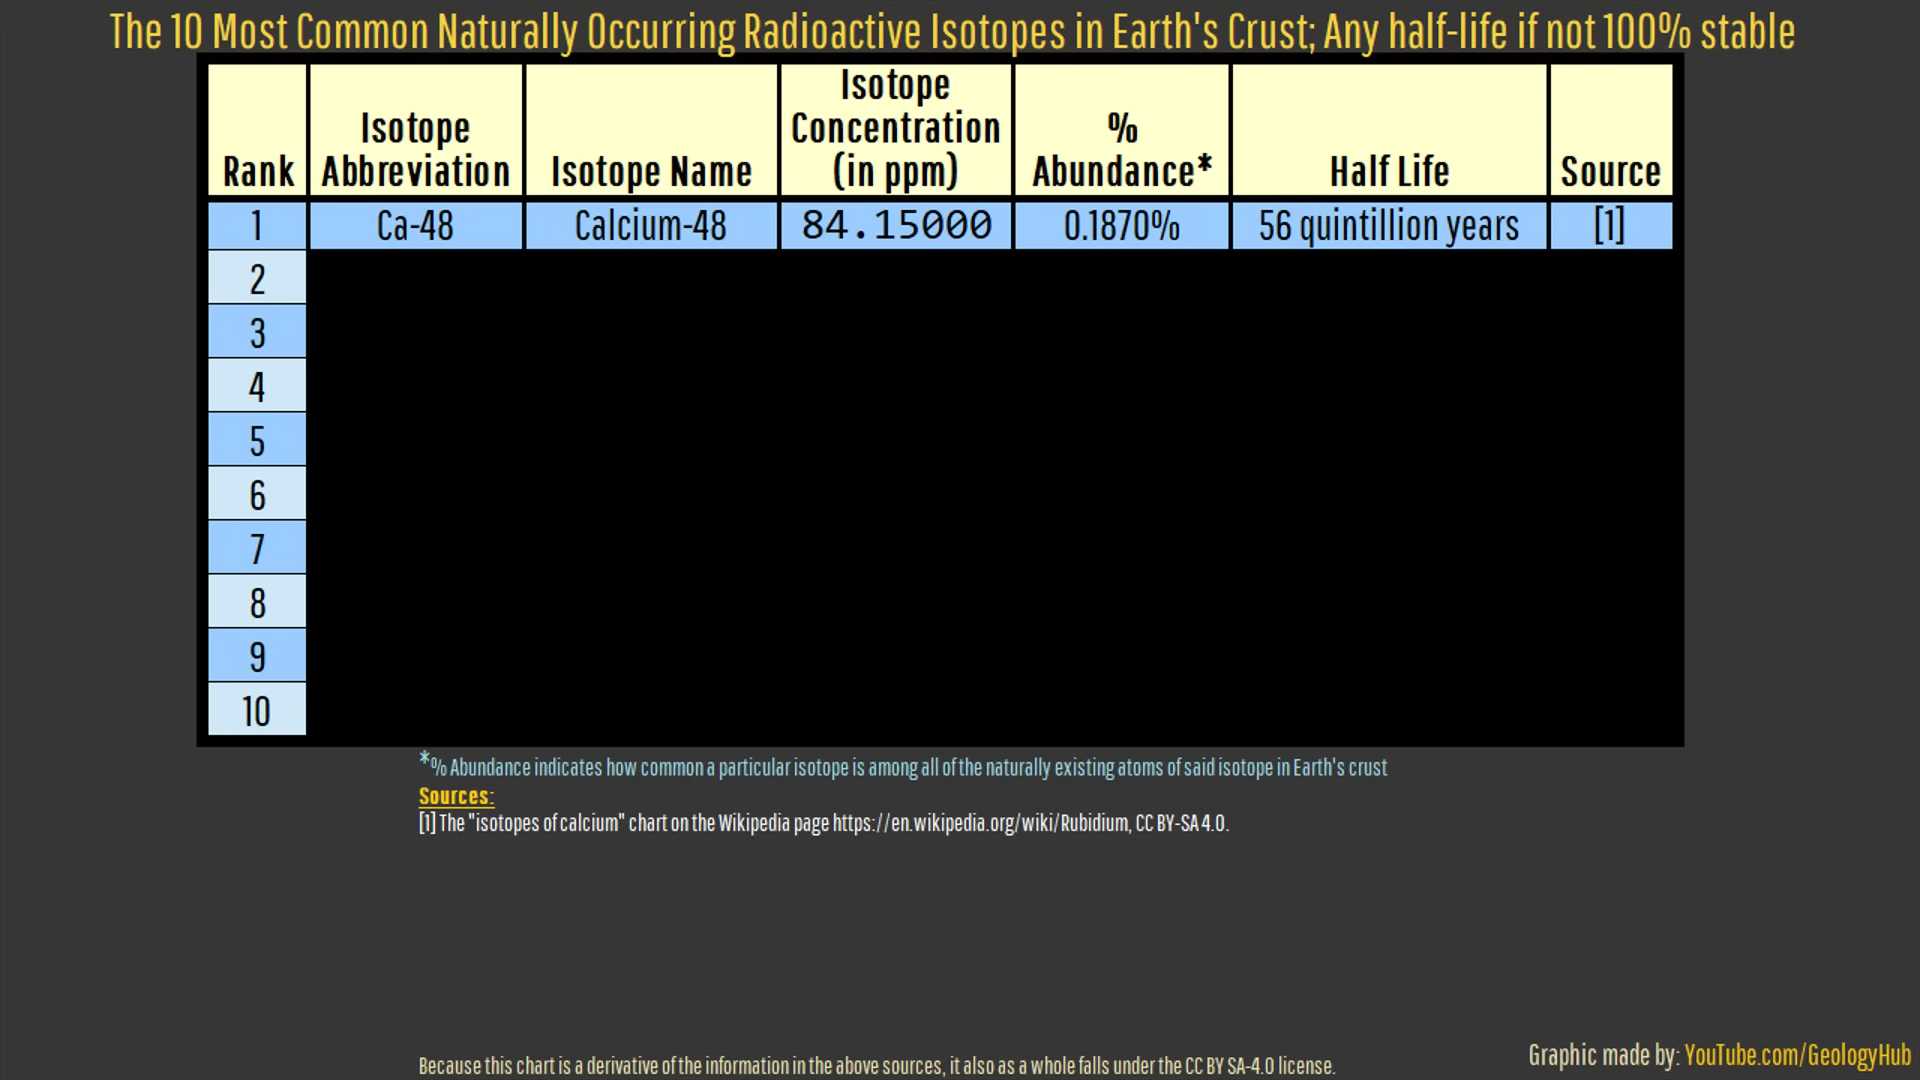 The 10 Most Common Naturally Occurring Radioactive Isotopes in Earth's Crust; Any half-life if not 100% stable
Rank Isotope Abbreviation Isotope Name Isotope Concentration (in ppm) % Abundance* Half Life Source
1 Ca-48 Calcium-48 84.15000 0.1870% 56 quintillion years [1]
2
3
4
5
6
7
8
9
10
*% Abundance indicates how common a particular isotope is among all of the naturally existing atoms of said isotope in Earth's crust
Sources:
[1] The "isotopes of calcium" chart on the Wikipedia page https://en.wikipedia.org/wiki/Rubidium, CC BY-SA 4.0.
Because this chart is a derivative of the information in the above sources, it also as a whole falls under the CC BY SA-4.0 license.
Graphic made by: YouTube.com/GeologyHub